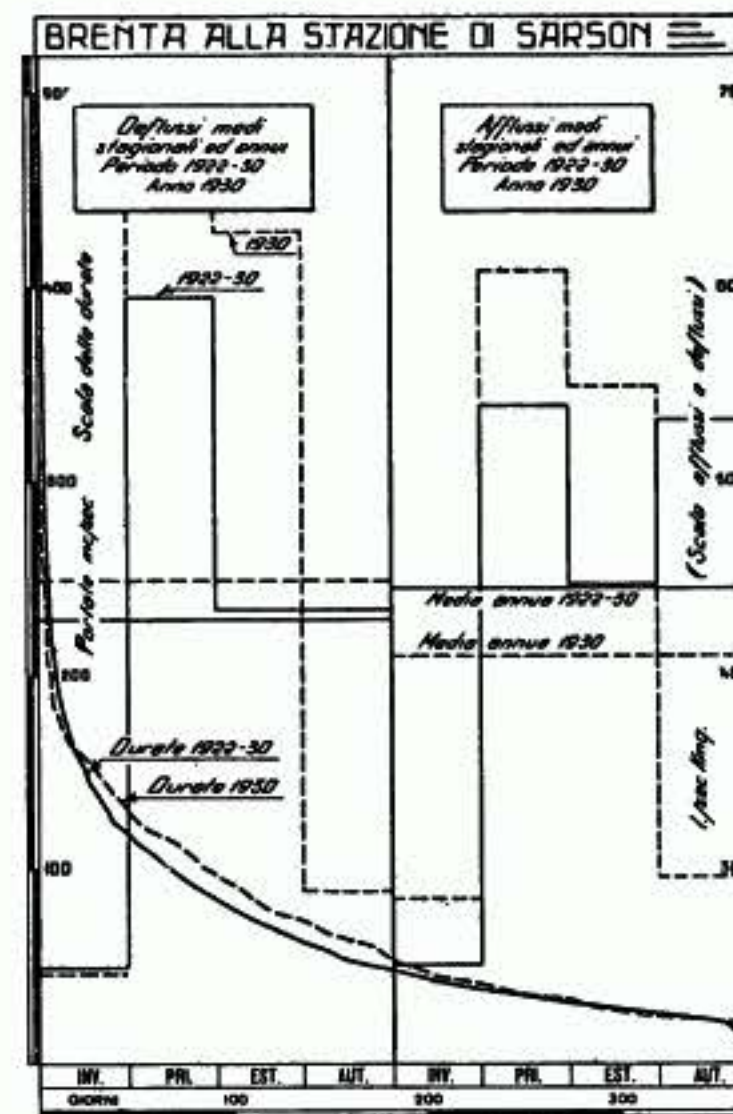 BRENTA ALLA STAZIONE DI SARSON
Deflussi medi
stagionali ed annui
Periodo 1922-30
Anno 1930
Afflussi medi
stagionali ed annui
Periodo 1922-30
Anno 1930
1930
1922-30
400
200
100
Scala delle durate
Portate mc/sec
(Scala afflussi e deflussi)
l/sec kmq.
Media annua 1922-30
Media annua 1930
Durate 1922-30
Durate 1930
INV. PRI. EST. AUT. INV. PRI. EST. AUT.
GIORNI 100 200 300